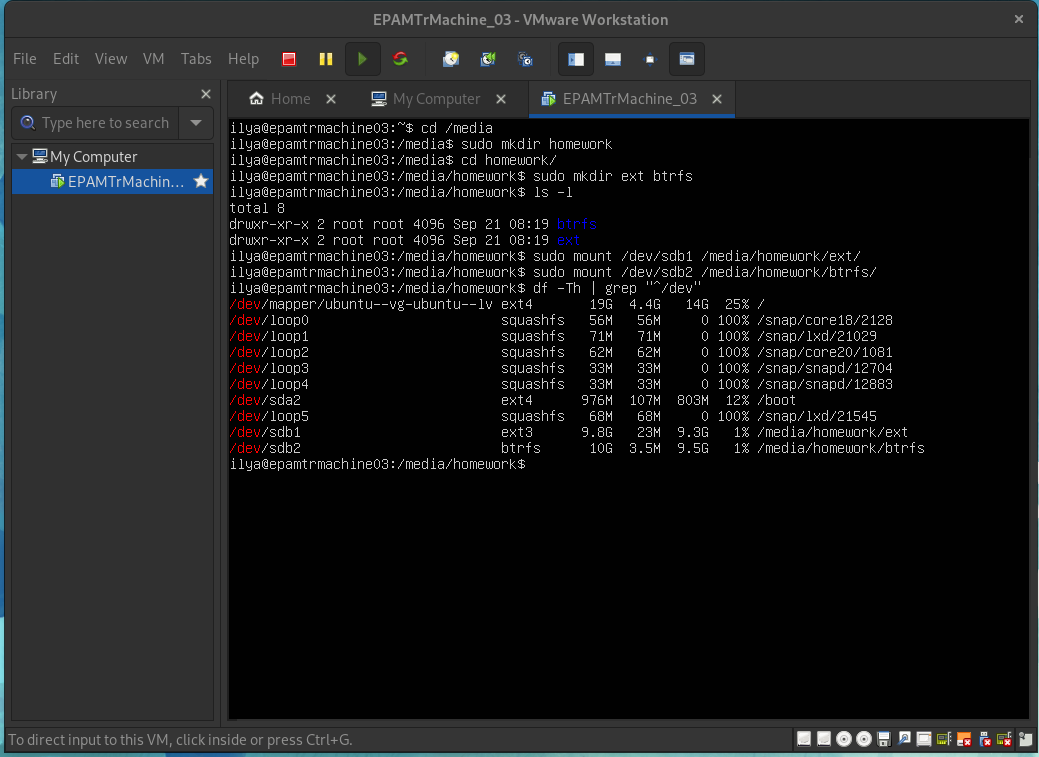 EPAMTrMachine_03 - VMware Workstation
File Edit View VM Tabs Help
Library
Home My Computer EPAMTrMachine_03
Type here to search
My Computer
EPAMTrMachin...
ilya@epamtrmachine03:~$ cd /media
ilya@epamtrmachine03:/media$ sudo mkdir homework
ilya@epamtrmachine03:/media$ cd homework/
ilya@epamtrmachine03:/media/homework$ sudo mkdir ext btrfs
ilya@epamtrmachine03:/media/homework$ ls -l
total 8
drwxr-xr-x 2 root root 4096 Sep 21 08:19 btrfs
drwxr-xr-x 2 root root 4096 Sep 21 08:19 ext
ilya@epamtrmachine03:/media/homework$ sudo mount /dev/sdb1 /media/homework/ext/
ilya@epamtrmachine03:/media/homework$ sudo mount /dev/sdb2 /media/homework/btrfs/
ilya@epamtrmachine03:/media/homework$ df -Th | grep "^/dev"
/dev/mapper/ubuntu--vg-ubuntu--lv ext4 19G 4.4G 14G 25% /
/dev/loop0 squashfs 56M 56M 0 100% /snap/core18/2128
/dev/loop1 squashfs 71M 71M 0 100% /snap/lxd/21029
/dev/loop2 squashfs 62M 62M 0 100% /snap/core20/1081
/dev/loop3 squashfs 33M 33M 0 100% /snap/snapd/12704
/dev/loop4 squashfs 33M 33M 0 100% /snap/snapd/12883
/dev/sda2 ext4 976M 107M 803M 12% /boot
/dev/loop5 squashfs 68M 68M 0 100% /snap/lxd/21545
/dev/sdb1 ext3 9.8G 23M 9.3G 1% /media/homework/ext
/dev/sdb2 btrfs 10G 3.5M 9.5G 1% /media/homework/btrfs
ilya@epamtrmachine03:/media/homework$
To direct input to this VM, click inside or press Ctrl+G.